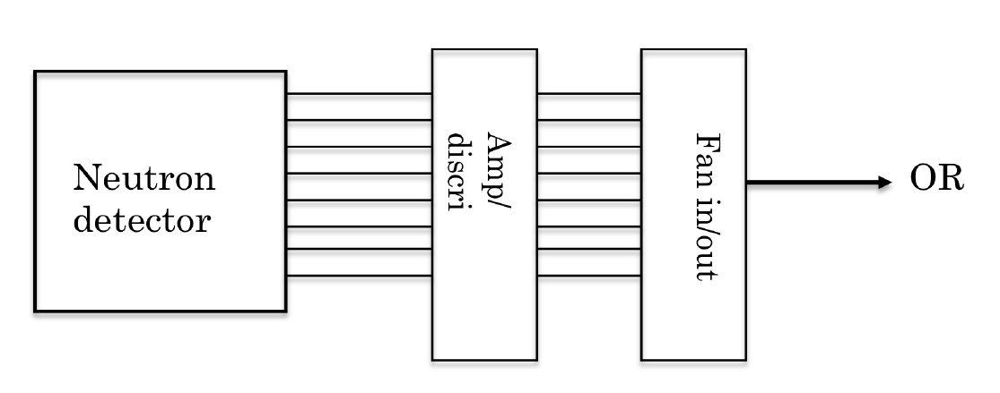 Neutron
detector
Amp/
discri
Fan in/out
OR